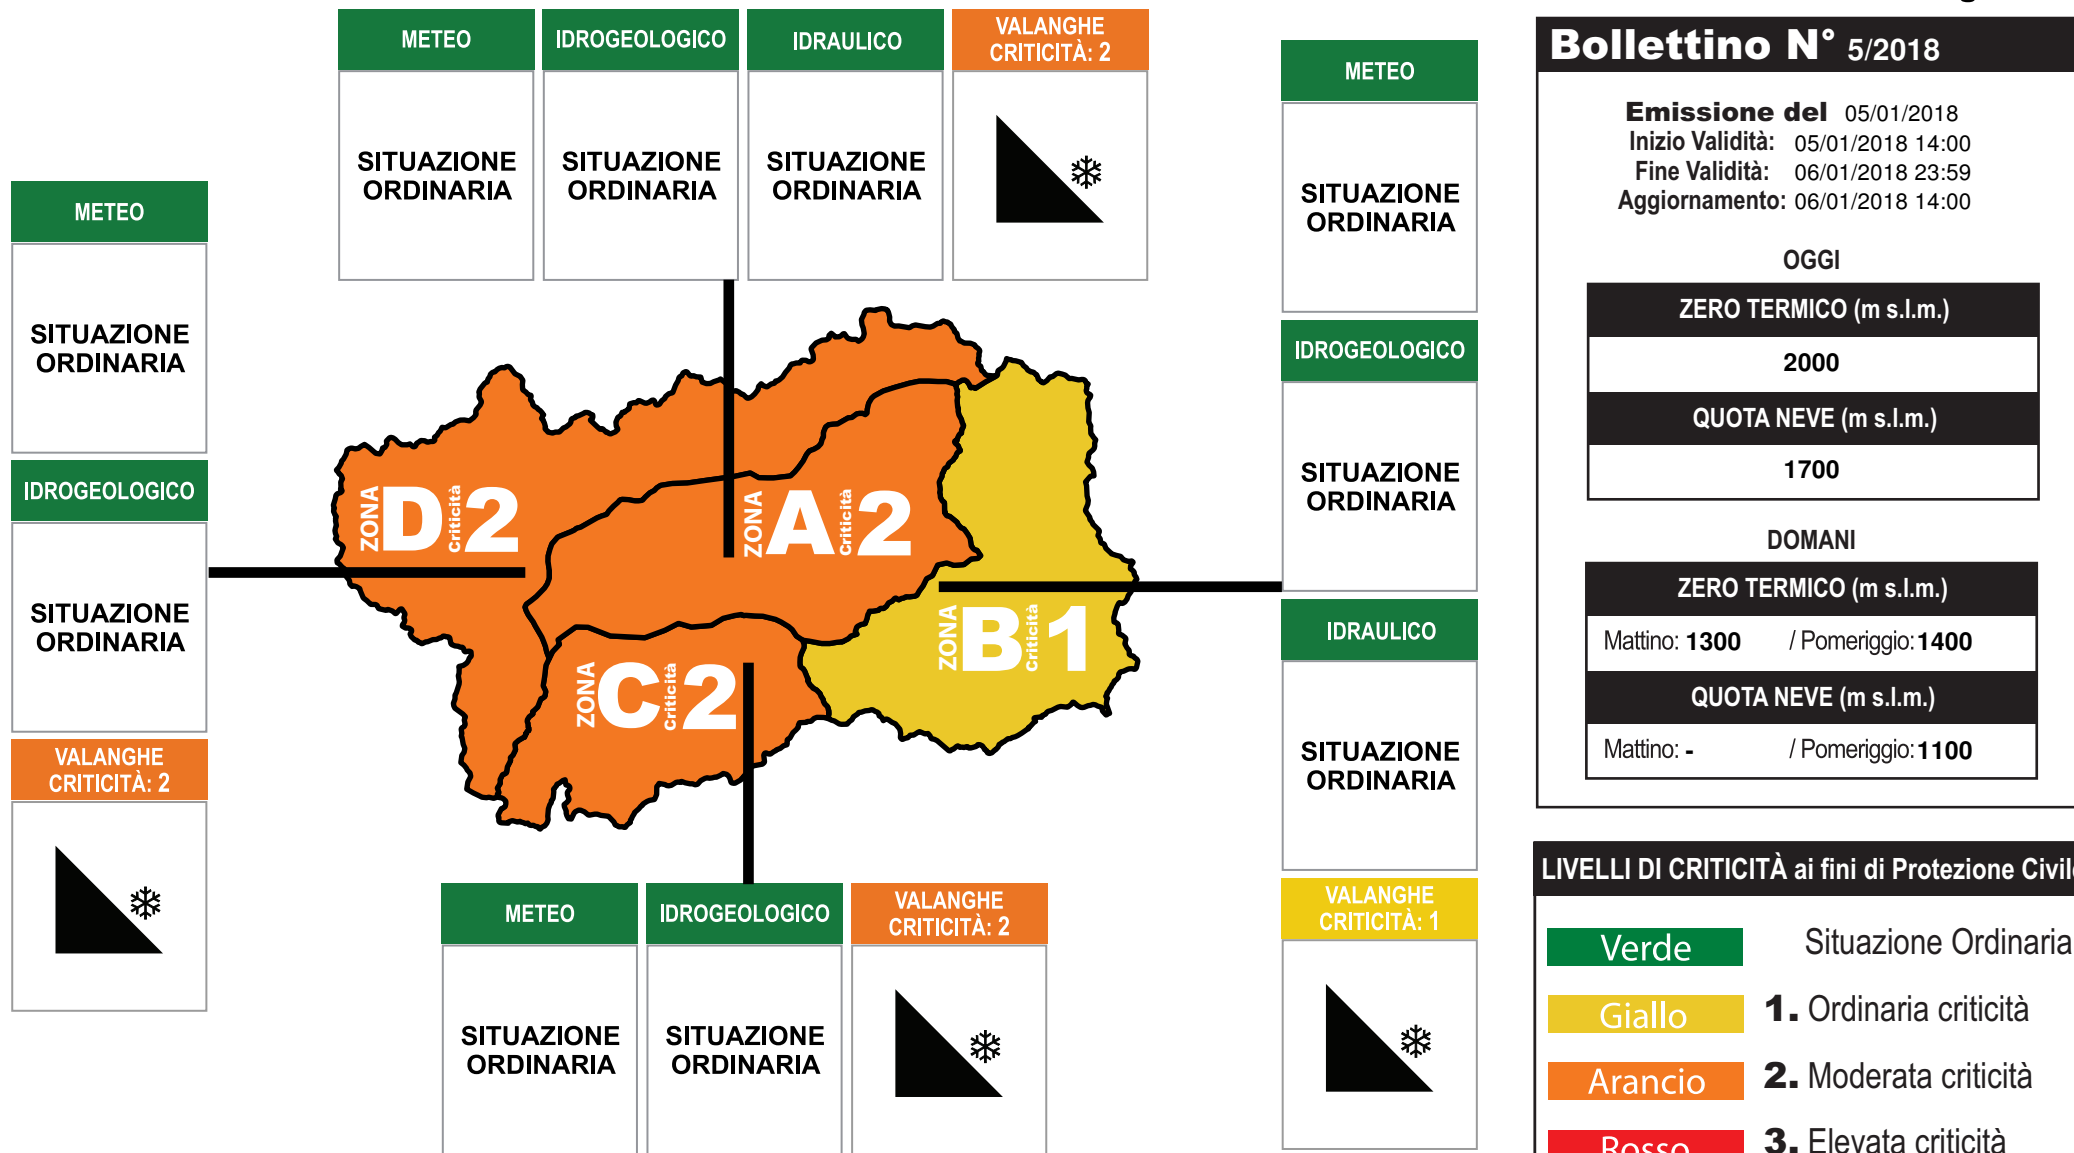 METEO
IDROGEOLOGICO
IDRAULICO
VALANGHE
CRITICITÀ: 2
SITUAZIONE
ORDINARIA
SITUAZIONE
ORDINARIA
SITUAZIONE
ORDINARIA
METEO
SITUAZIONE
ORDINARIA
IDROGEOLOGICO
SITUAZIONE
ORDINARIA
VALANGHE
CRITICITÀ: 2
ZONA D Criticità 2
ZONA A Criticità 2
ZONA B Criticità 1
ZONA C Criticità 2
METEO
IDROGEOLOGICO
VALANGHE
CRITICITÀ: 2
SITUAZIONE
ORDINARIA
SITUAZIONE
ORDINARIA
METEO
SITUAZIONE
ORDINARIA
IDROGEOLOGICO
SITUAZIONE
ORDINARIA
IDRAULICO
SITUAZIONE
ORDINARIA
VALANGHE
CRITICITÀ: 1
Bollettino N° 5/2018
Emissione del 05/01/2018
Inizio Validità: 05/01/2018 14:00
Fine Validità: 06/01/2018 23:59
Aggiornamento: 06/01/2018 14:00
OGGI
ZERO TERMICO (m s.l.m.)
2000
QUOTA NEVE (m s.l.m.)
1700
DOMANI
ZERO TERMICO (m s.l.m.)
Mattino: 1300 / Pomeriggio: 1400
QUOTA NEVE (m s.l.m.)
Mattino: - / Pomeriggio: 1100
LIVELLI DI CRITICITÀ ai fini di Protezione Civile
Verde Situazione Ordinaria
Giallo 1. Ordinaria criticità
Arancio 2. Moderata criticità
Rosso 3. Elevata criticità